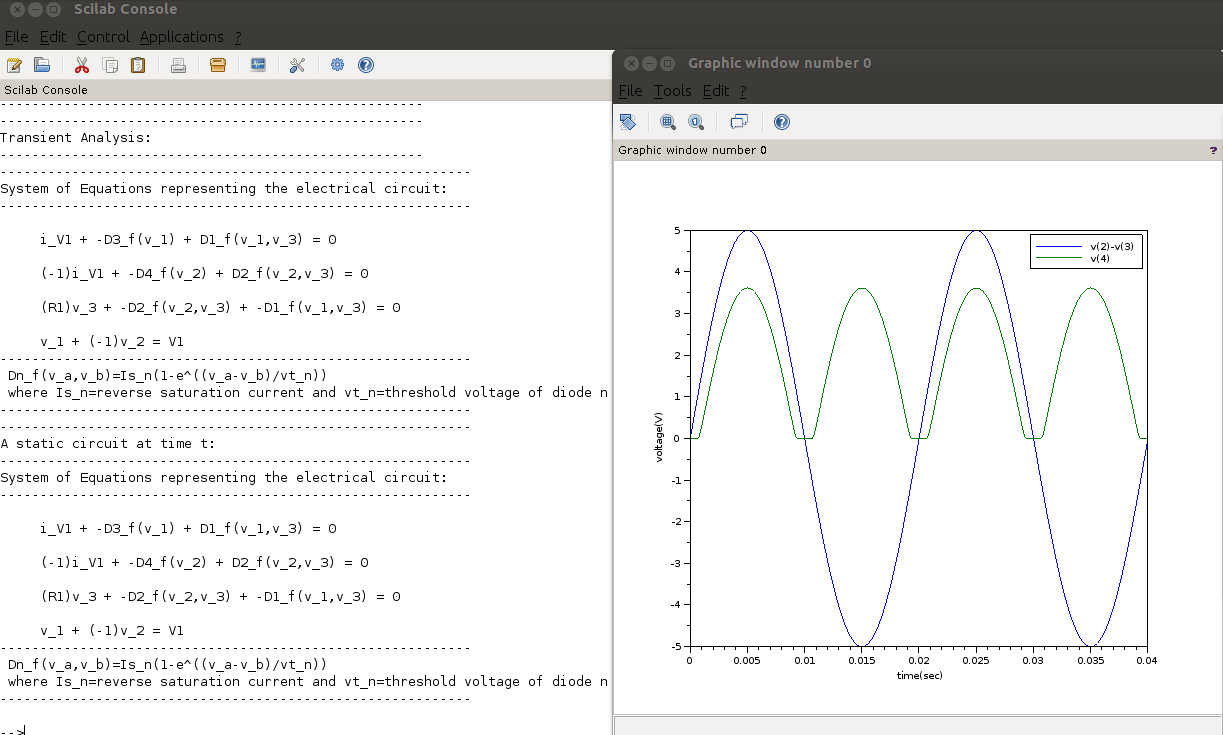 Scilab Console
File Edit Control Applications ?
Scilab Console
-----------------------------------------------------
-----------------------------------------------------
Transient Analysis:
-----------------------------------------------------
-----------------------------------------------------------
System of Equations representing the electrical circuit:
-----------------------------------------------------------
i_V1 + -D3_f(v_1) + D1_f(v_1,v_3) = 0
(-1)i_V1 + -D4_f(v_2) + D2_f(v_2,v_3) = 0
(R1)v_3 + -D2_f(v_2,v_3) + -D1_f(v_1,v_3) = 0
v_1 + (-1)v_2 = V1
-----------------------------------------------------------
Dn_f(v_a,v_b)=Is_n(1-e^((v_a-v_b)/vt_n))
where Is_n=reverse saturation current and vt_n=threshold voltage of diode n
-----------------------------------------------------------
-----------------------------------------------------------
A static circuit at time t:
-----------------------------------------------------------
System of Equations representing the electrical circuit:
-----------------------------------------------------------
i_V1 + -D3_f(v_1) + D1_f(v_1,v_3) = 0
(-1)i_V1 + -D4_f(v_2) + D2_f(v_2,v_3) = 0
(R1)v_3 + -D2_f(v_2,v_3) + -D1_f(v_1,v_3) = 0
v_1 + (-1)v_2 = V1
-----------------------------------------------------------
Dn_f(v_a,v_b)=Is_n(1-e^((v_a-v_b)/vt_n))
where Is_n=reverse saturation current and vt_n=threshold voltage of diode n
-----------------------------------------------------------
-->
Graphic window number 0
File Tools Edit ?
Graphic window number 0 ?
v(2)-v(3)
v(4)
5
4
3
2
1
0
-1
-2
-3
-4
-5
voltage(V)
0 0.005 0.01 0.015 0.02 0.025 0.03 0.035 0.04
time(sec)